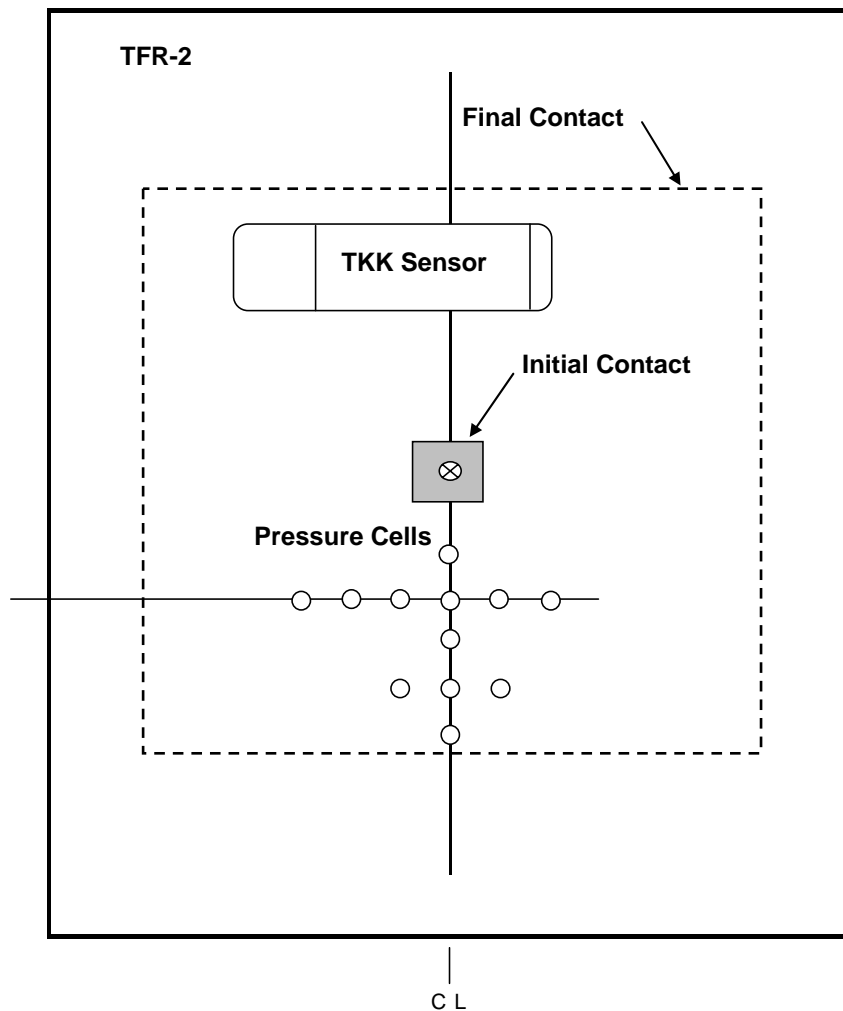 TFR-2
Final Contact
TKK Sensor
Initial Contact
Pressure Cells
C L